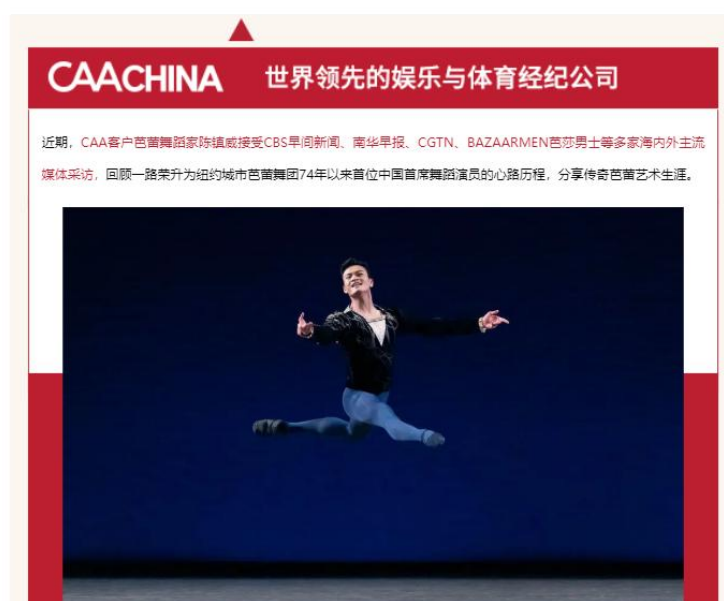 CAACHINA 世界领先的娱乐与体育经纪公司
近期，CAA客户芭蕾舞蹈家陈镇威接受CBS早间新闻、南华早报、CGTN、BAZAARMEN芭莎男士等多家海内外主流
媒体采访，回顾一路荣升为纽约城市芭蕾舞团74年以来首位中国首席舞蹈演员的心路历程，分享传奇芭蕾艺术生涯。